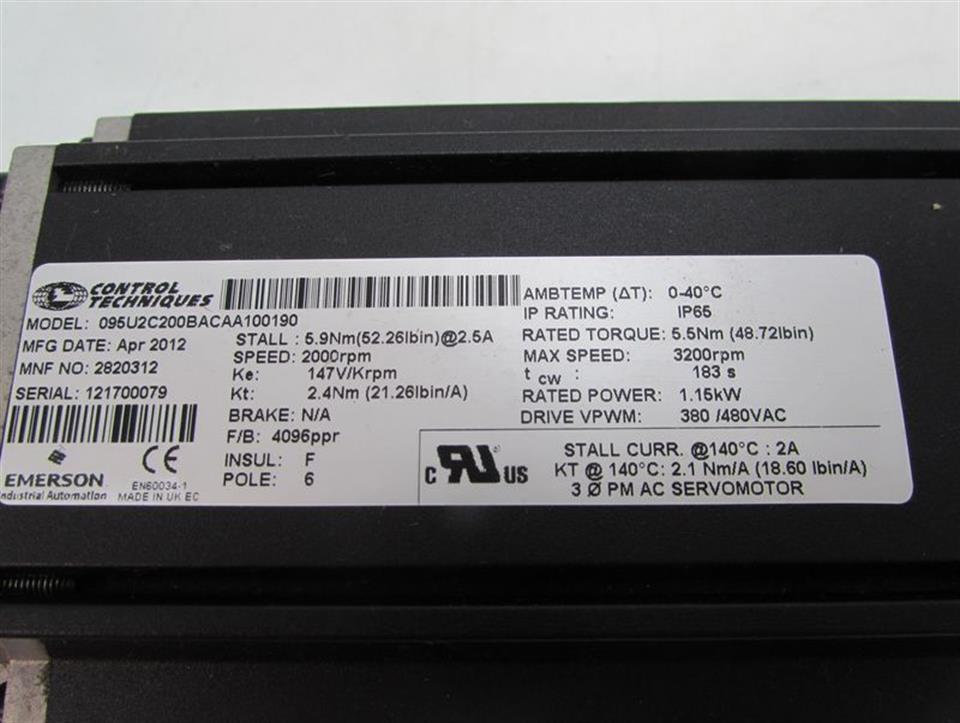 CONTROL
TECHNIQUES
MODEL: 095U2C200BACAA100190
MFG DATE: Apr 2012
MNF NO: 2820312
SERIAL: 121700079
EMERSON
Industrial Automation
CE
EN60034-1
MADE IN UK EC
STALL : 5.9Nm(52.26lbin)@2.5A
SPEED: 2000rpm
Ke: 147V/Krpm
Kt: 2.4Nm (21.26lbin/A)
BRAKE: N/A
F/B: 4096ppr
INSUL: F
POLE: 6
AMBTEMP (ΔT): 0-40°C
IP RATING: IP65
RATED TORQUE: 5.5Nm (48.72lbin)
MAX SPEED: 3200rpm
t cw : 183 s
RATED POWER: 1.15kW
DRIVE VPWM: 380 /480VAC
c RU US
STALL CURR. @140°C : 2A
KT @ 140°C: 2.1 Nm/A (18.60 lbin/A)
3 Ø PM AC SERVOMOTOR